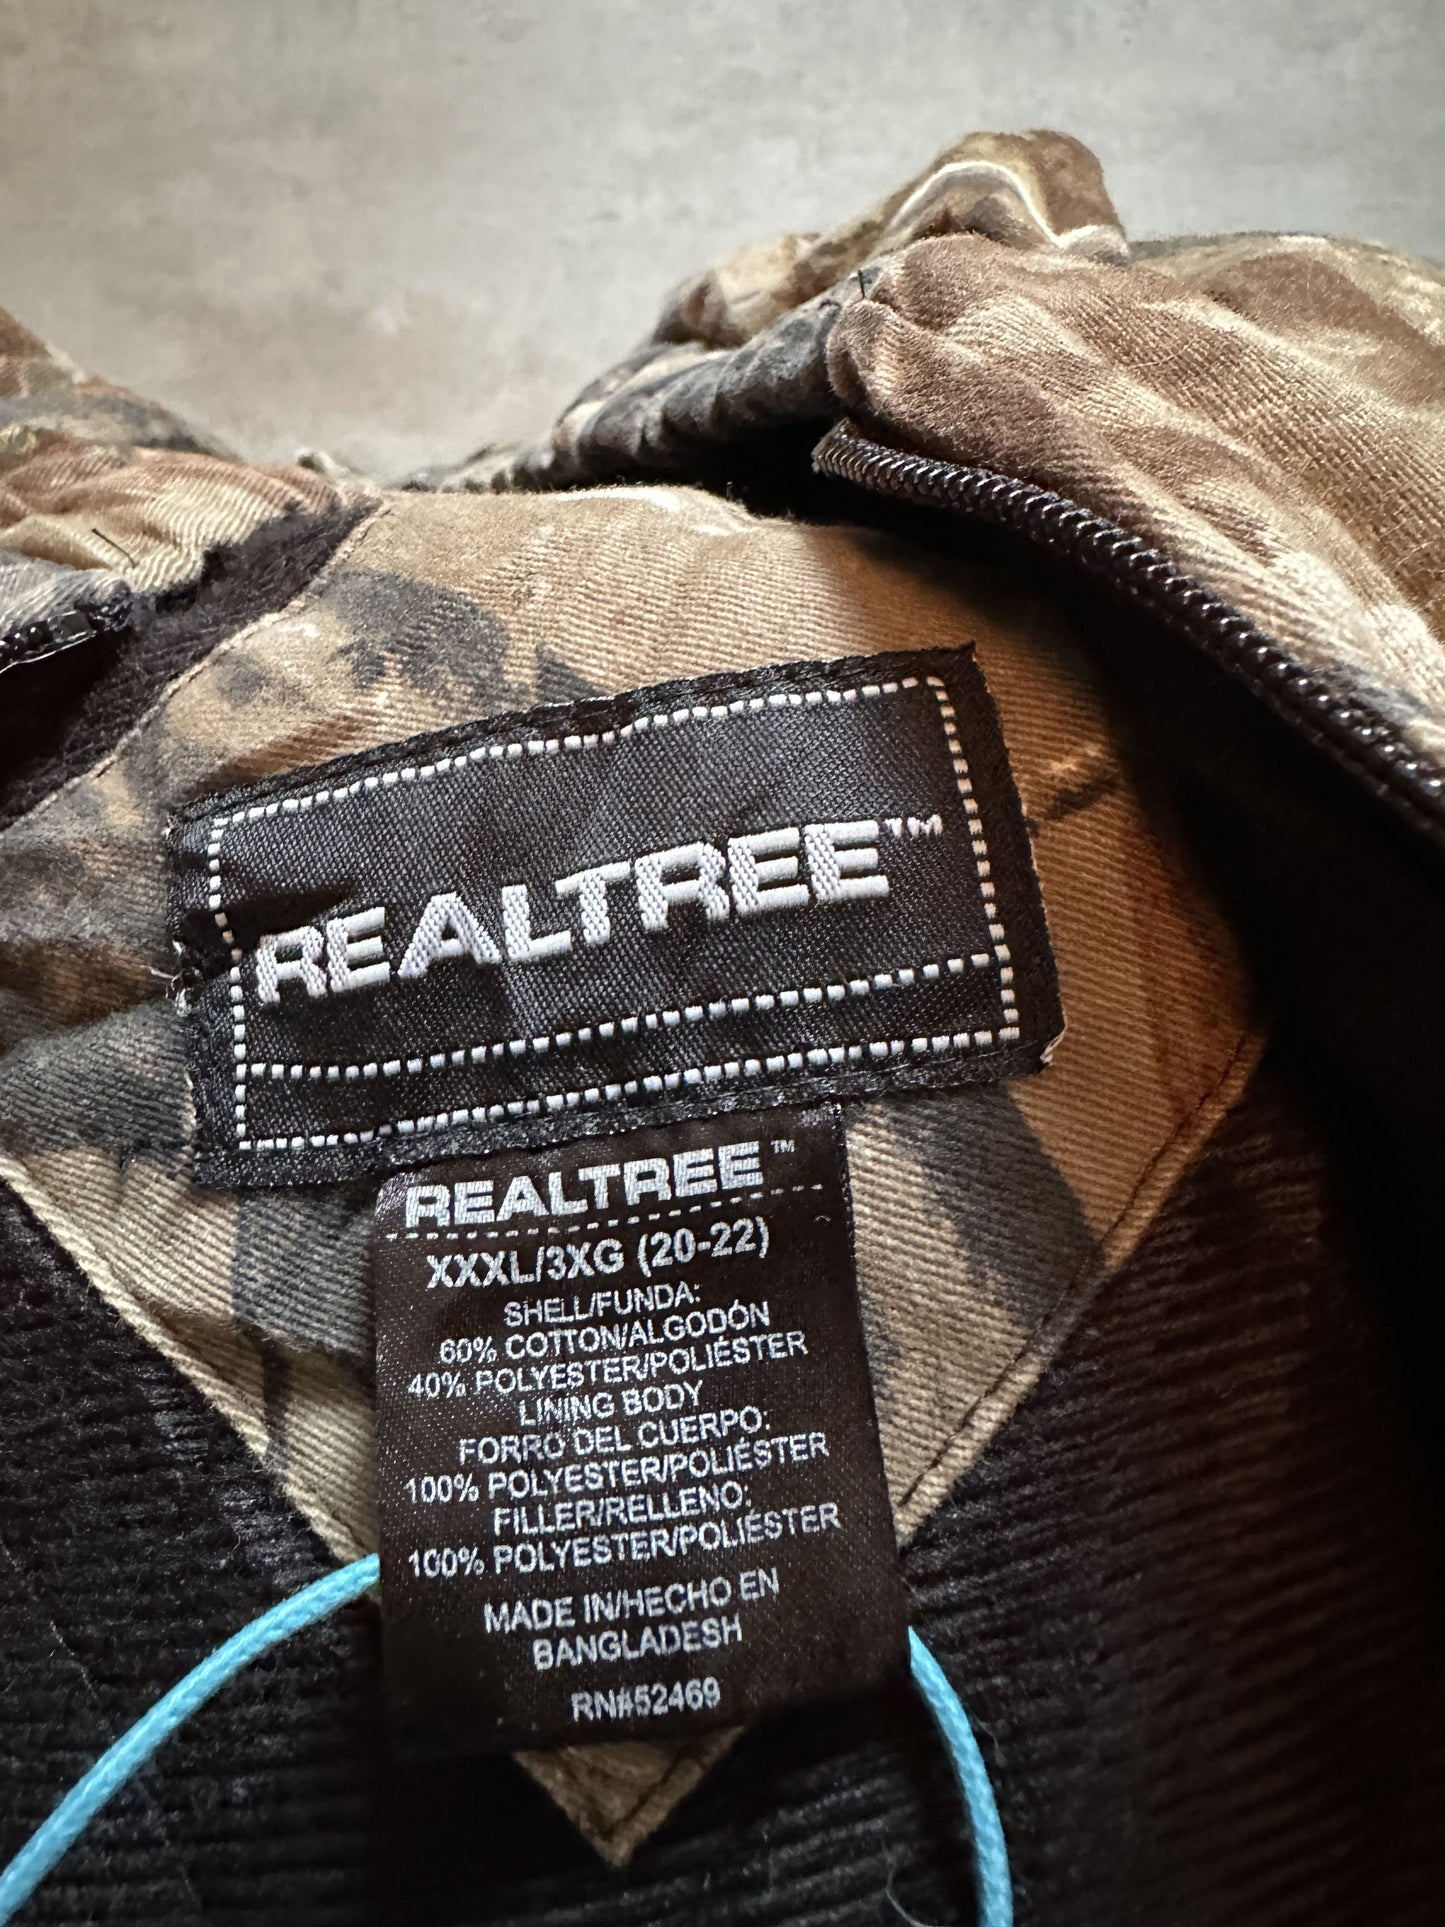 REALTREE™
REALTREE™
XXXL/3XG (20-22)
SHELL/FUNDA:
60% COTTON/ALGODÓN
40% POLYESTER/POLIÉSTER
LINING BODY
FORRO DEL CUERPO:
100% POLYESTER/POLIÉSTER
FILLER/RELLENO:
100% POLYESTER/POLIÉSTER
MADE IN/HECHO EN
BANGLADESH
RN#52469